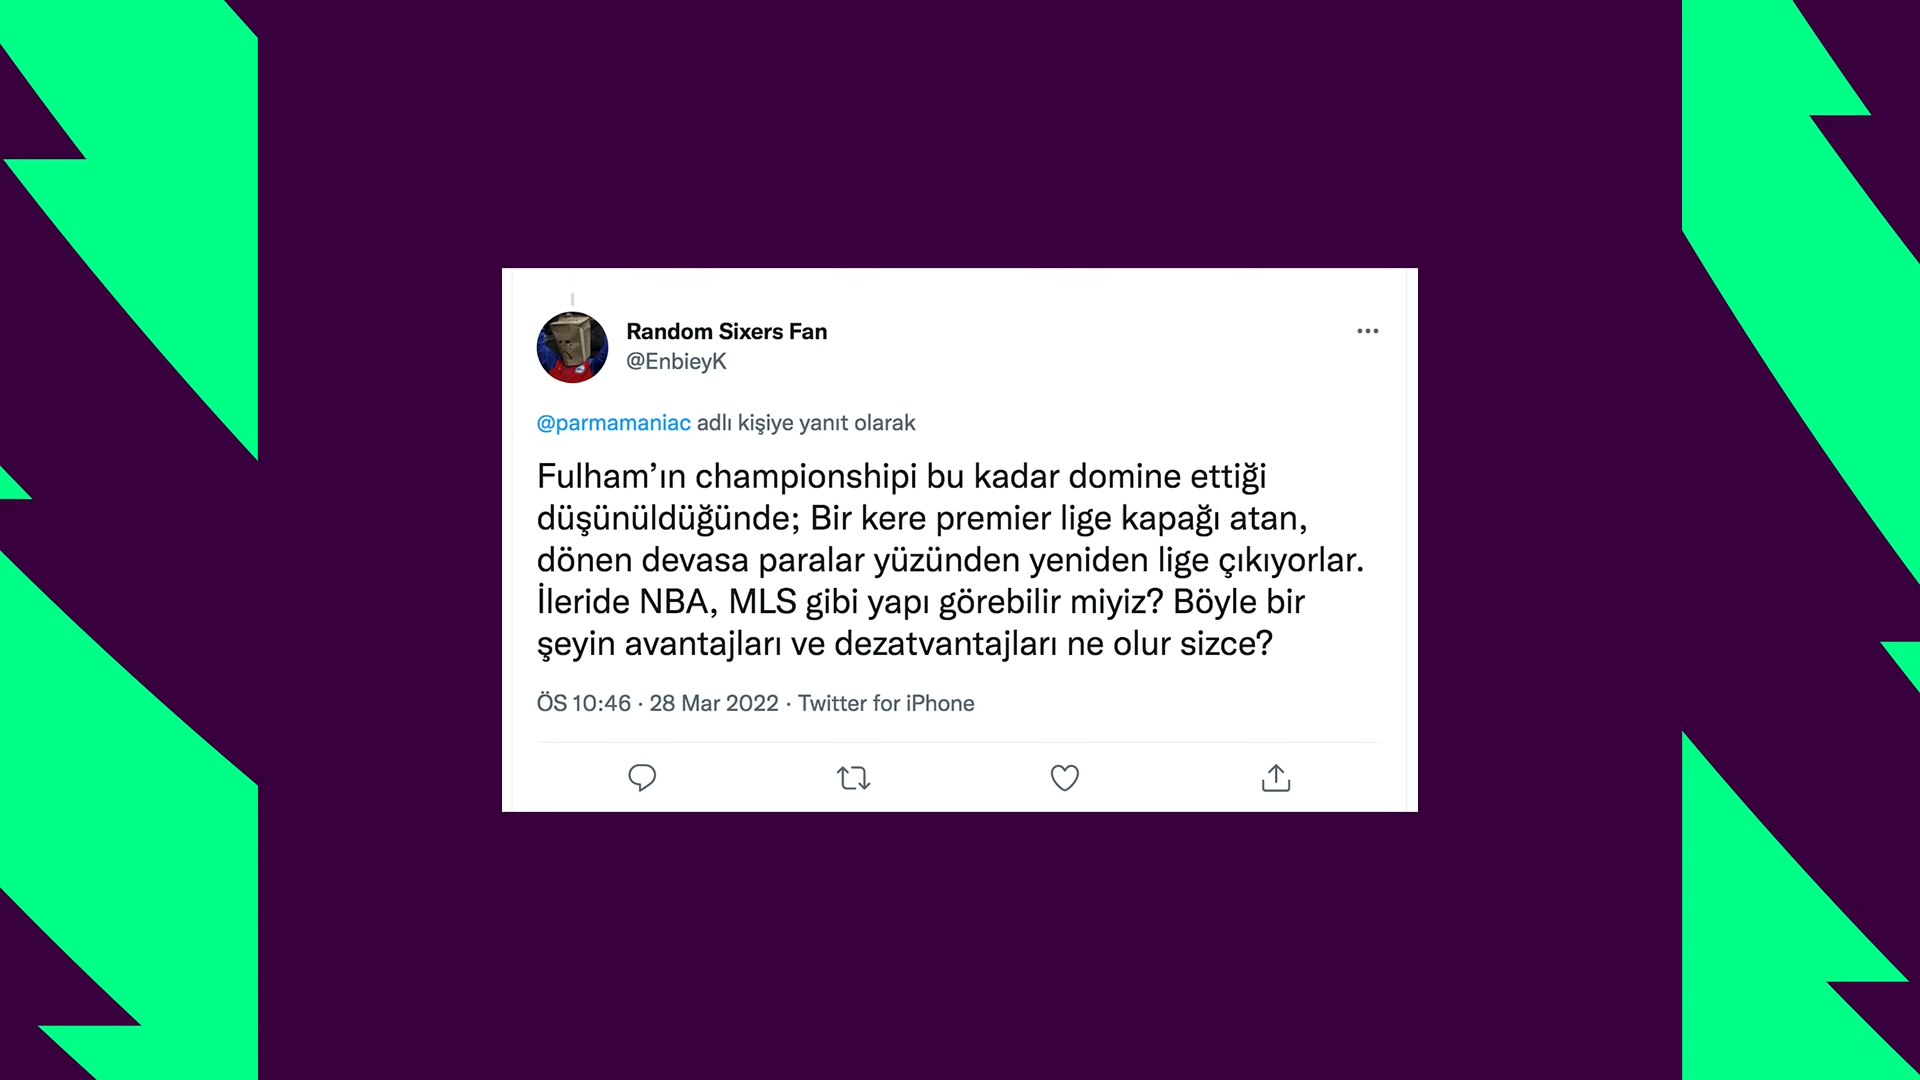 Random Sixers Fan
@EnbieyK
@parmamaniac adlı kişiye yanıt olarak
Fulham’ın championshipi bu kadar domine ettiği
düşünüldüğünde; Bir kere premier lige kapağı atan,
dönen devasa paralar yüzünden yeniden lige çıkıyorlar.
İleride NBA, MLS gibi yapı görebilir miyiz? Böyle bir
şeyin avantajları ve dezatvantajları ne olur sizce?
ÖS 10:46 · 28 Mar 2022 · Twitter for iPhone